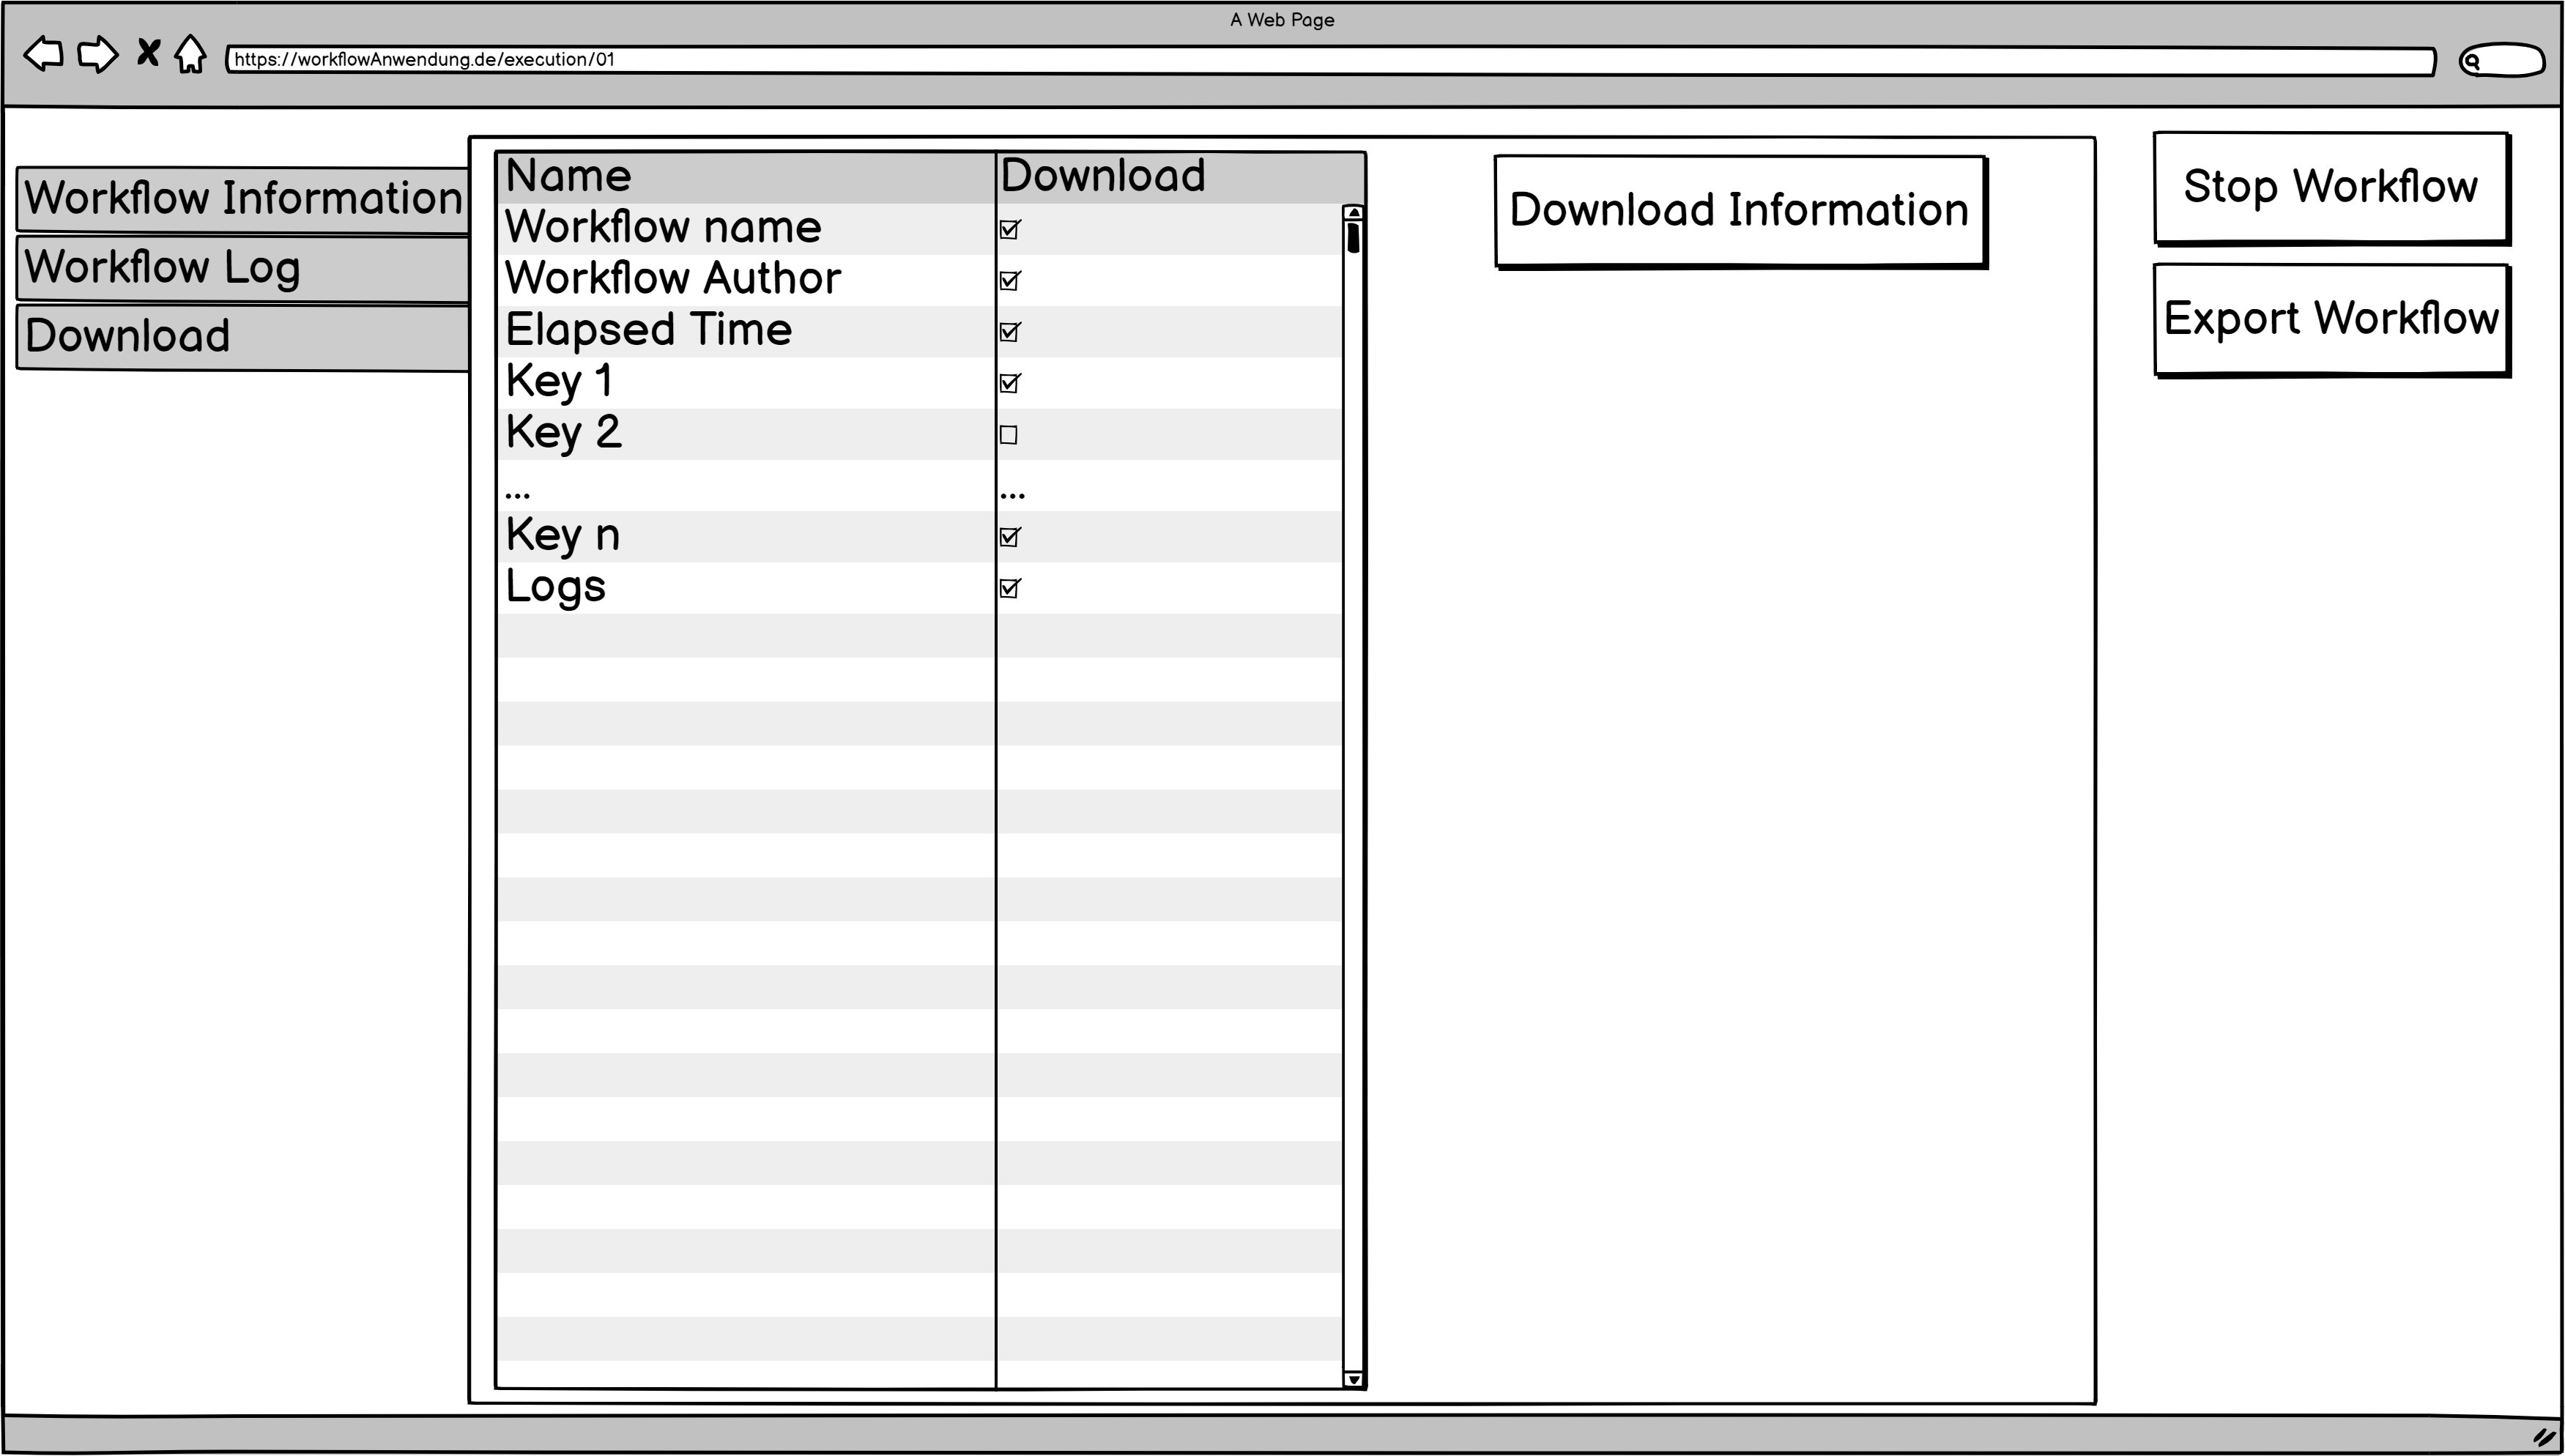 A Web Page
https://workflowAnwendung.de/execution/01
Workflow Information
Workflow Log
Download
Name Download
Workflow name
Workflow Author
Elapsed Time
Key 1
Key 2
... ...
Key n
Logs
Download Information
Stop Workflow
Export Workflow